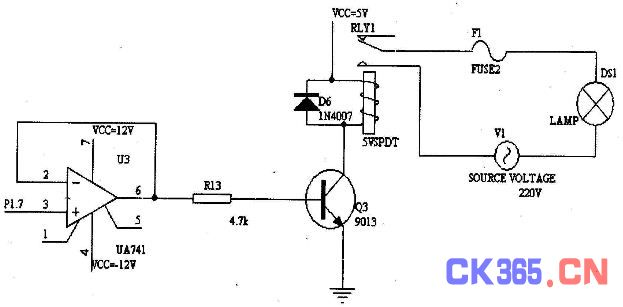 VCC=5V
RLY1
F1
FUSE2
DS1
LAMP
V1
SOURCE VOLTAGE
220V
D6
1N4007
5VSPDT
VCC=12V
7
U3
2
6
R13
P1.7
3
5
4.7k
Q3
9013
1
UA741
4
VCC=-12V
CK365.CN